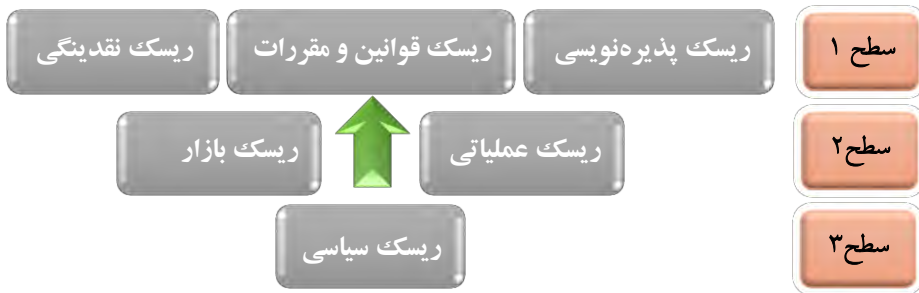 سطح ۱
ریسک پذیره‌نویسی
ریسک قوانین و مقررات
ریسک نقدینگی
سطح۲
ریسک عملیاتی
ریسک بازار
سطح۳
ریسک سیاسی